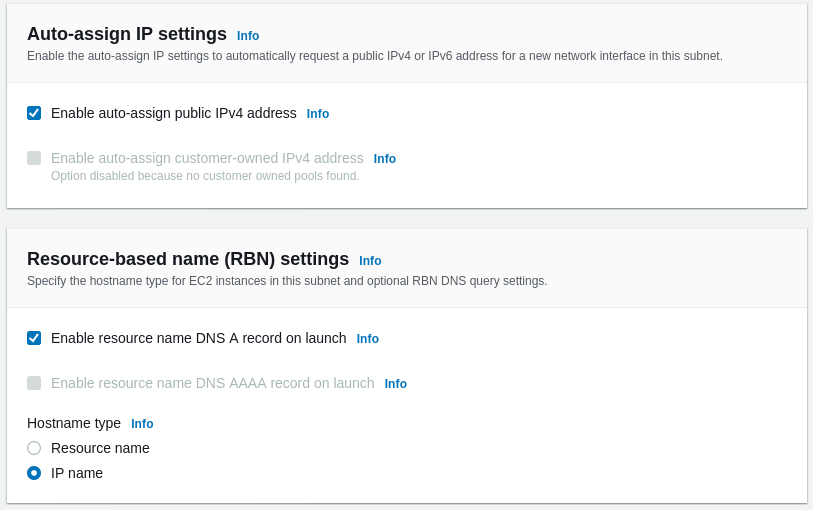 Auto-assign IP settings Info
Enable the auto-assign IP settings to automatically request a public IPv4 or IPv6 address for a new network interface in this subnet.
Enable auto-assign public IPv4 address Info
Enable auto-assign customer-owned IPv4 address Info
Option disabled because no customer owned pools found.
Resource-based name (RBN) settings Info
Specify the hostname type for EC2 instances in this subnet and optional RBN DNS query settings.
Enable resource name DNS A record on launch Info
Enable resource name DNS AAAA record on launch Info
Hostname type Info
Resource name
IP name